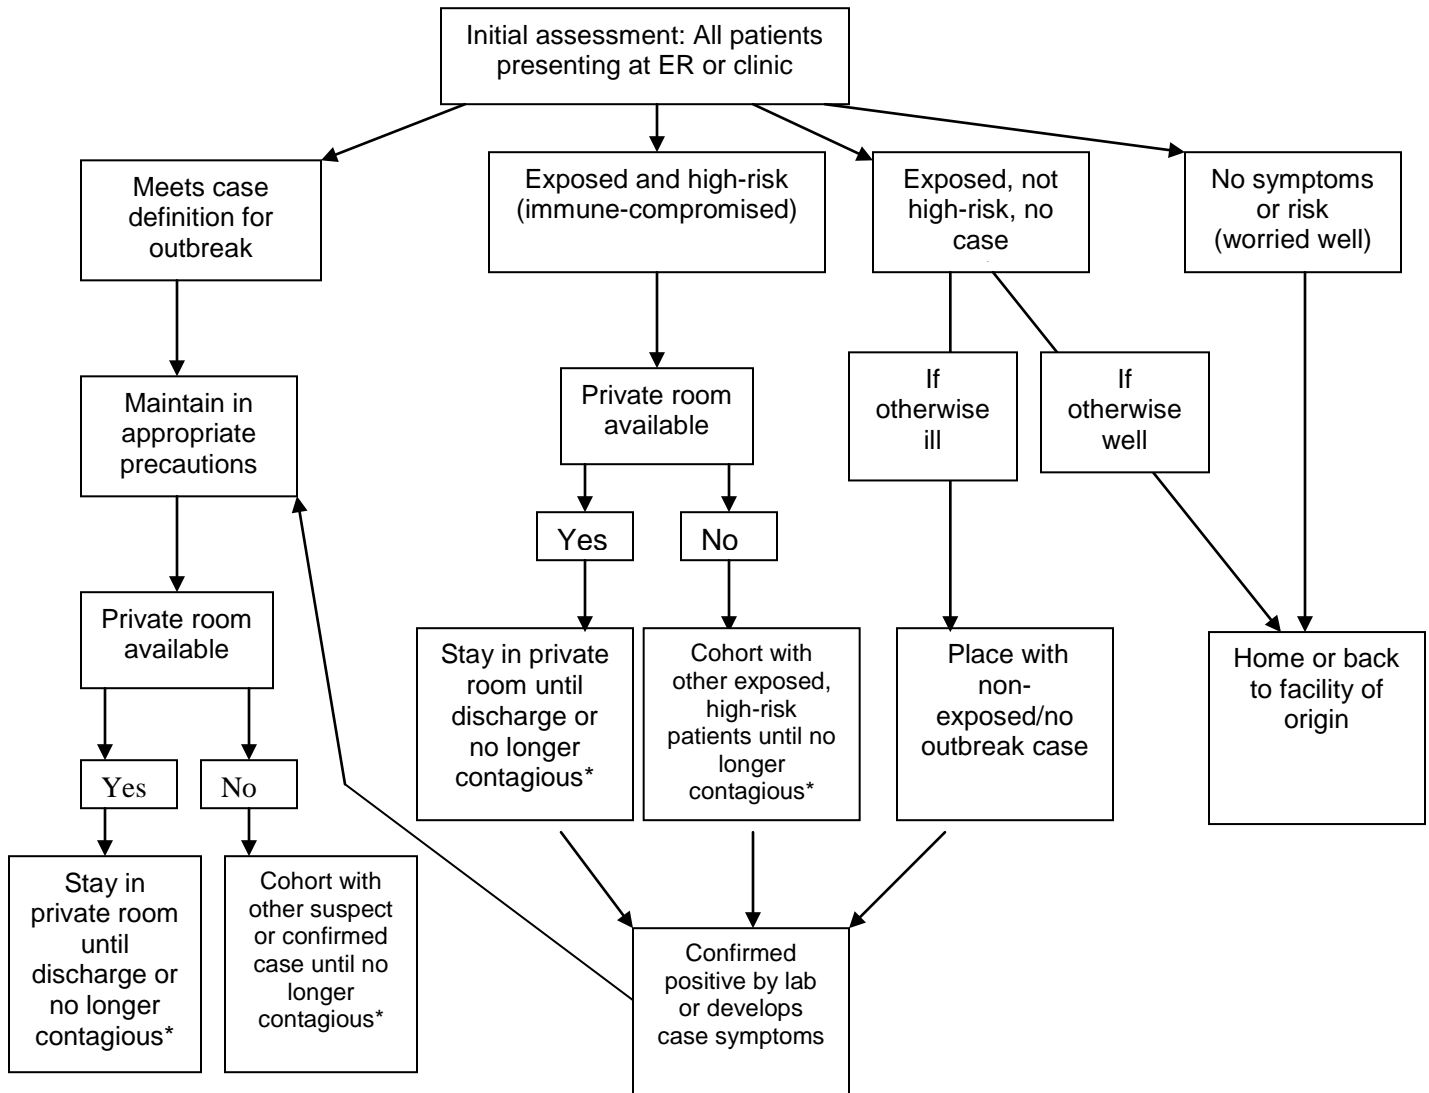 Initial assessment: All patients
presenting at ER or clinic
Meets case
definition for
outbreak
Exposed and high-risk
(immune-compromised)
Exposed, not
high-risk, no
case
No symptoms
or risk
(worried well)
Maintain in
appropriate
precautions
Private room
available
If
otherwise
ill
If
otherwise
well
Yes
No
Private room
available
Stay in private
room until
discharge or
no longer
contagious*
Cohort with
other exposed,
high-risk
patients until no
longer
contagious*
Place with
non-
exposed/no
outbreak case
Home or back
to facility of
origin
Yes
No
Stay in
private room
until
discharge or
no longer
contagious*
Cohort with
other suspect
or confirmed
case until no
longer
contagious*
Confirmed
positive by lab
or develops
case symptoms